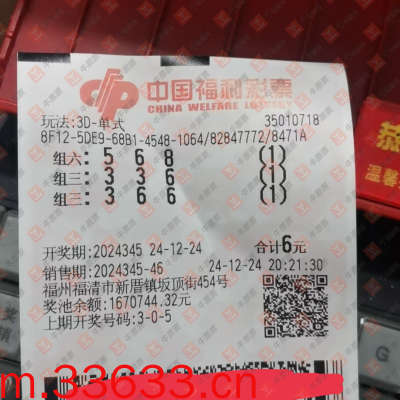 中国福利彩票
CHINA WELFARE LOTTERY
玩法:3D-单式 35010718
8F12-5DE9-68B1-4548-1064/82847772/8471A
组六: 5 6 8 (1)
组三: 3 3 6 (1)
组三: 3 6 6 (1)
开奖期:2024345 24-12-24 合计6元
销售期:2024345-46 24-12-24 20:21:30
福州福清市新厝镇坂顶街454号
奖池余额:1670744.32元
上期开奖号码:3-0-5
温馨
G
m.33633.cn